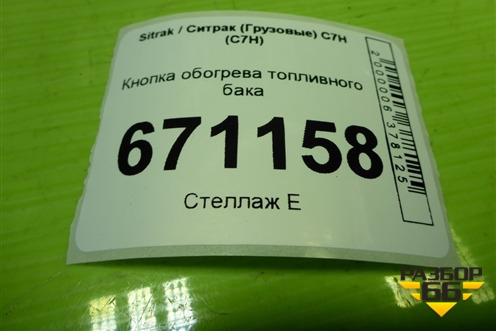 Sitrak / Ситрак (Грузовые) C7H
(C7H)
Кнопка обогрева топливного
бака
671158
Стеллаж Е
2000006378125
РАЗБОР
66